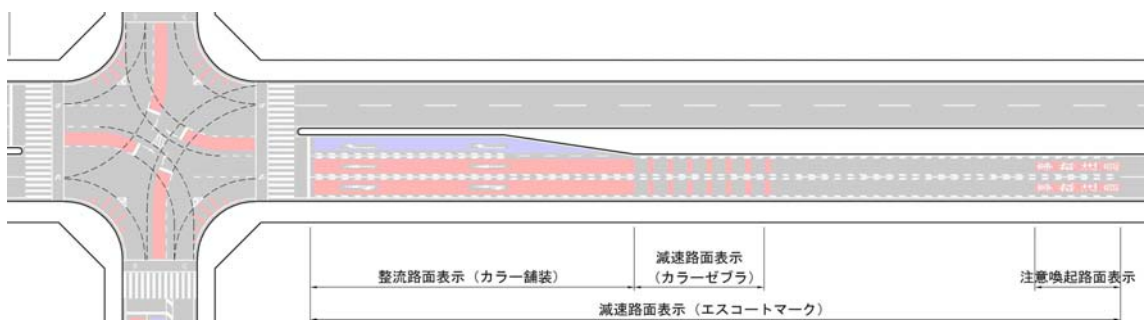 整流路面表示(カラー舗装)
減速路面表示
(カラーゼブラ)
注意喚起路面表示
減速路面表示(エスコートマーク)